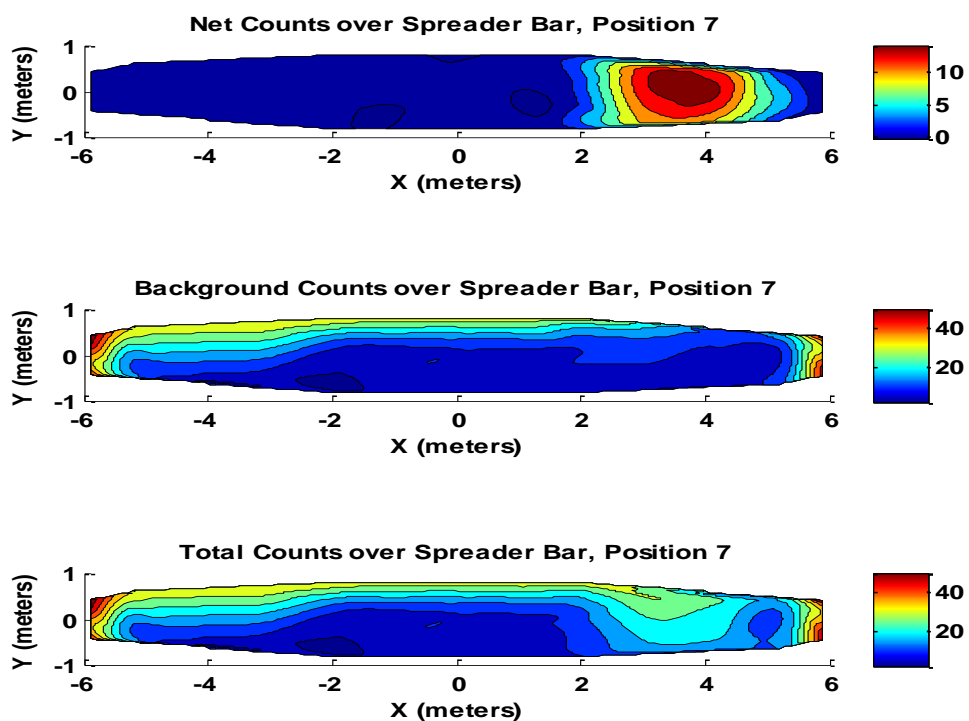 Net Counts over Spreader Bar, Position 7
Y (meters)
1
0
-1
-6 -4 -2 0 2 4 6
X (meters)
10
5
0
Background Counts over Spreader Bar, Position 7
Y (meters)
1
0
-1
-6 -4 -2 0 2 4 6
X (meters)
40
20
Total Counts over Spreader Bar, Position 7
Y (meters)
1
0
-1
-6 -4 -2 0 2 4 6
X (meters)
40
20